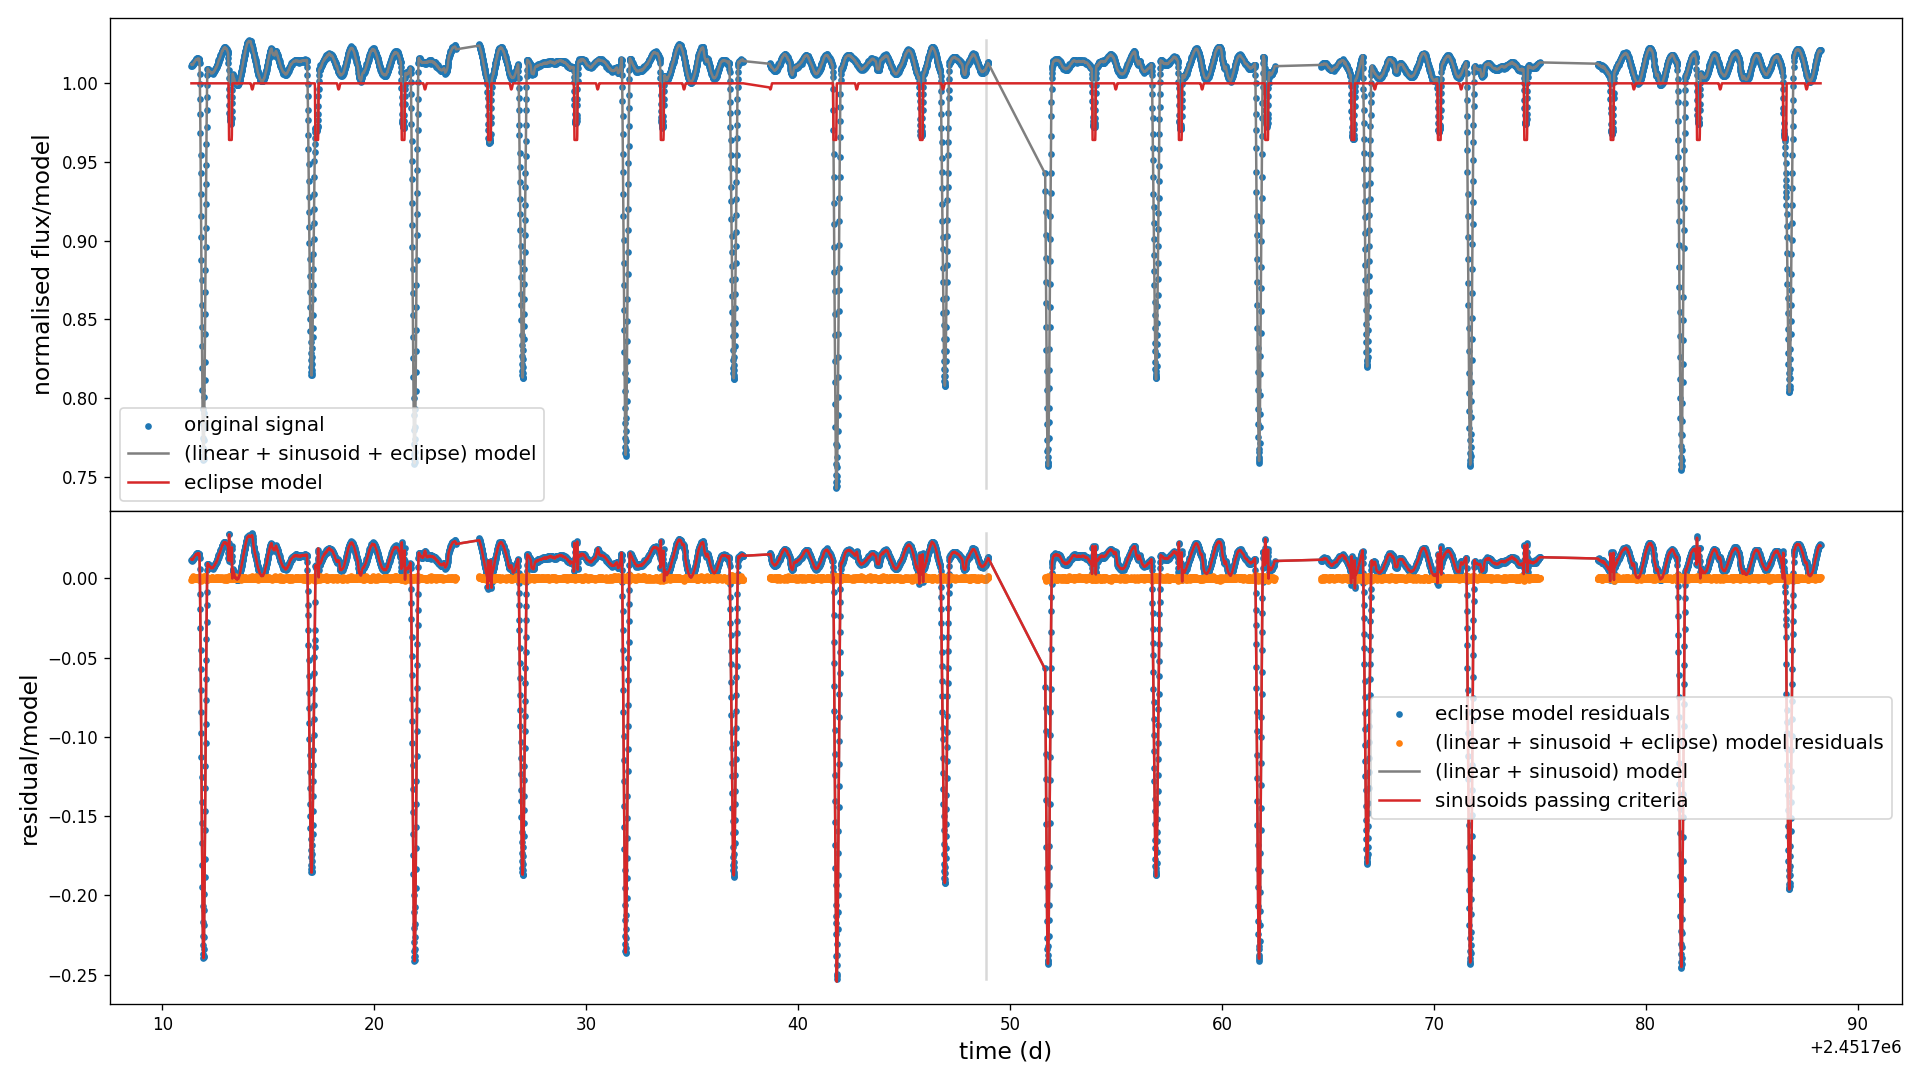 normalised flux/model
1.00
0.95
0.90
0.85
0.80
0.75
original signal
(linear + sinusoid + eclipse) model
eclipse model
residual/model
0.00
−0.05
−0.10
−0.15
−0.20
−0.25
eclipse model residuals
(linear + sinusoid + eclipse) model residuals
(linear + sinusoid) model
sinusoids passing criteria
10 20 30 40 50 60 70 80 90
time (d)
+2.4517e6